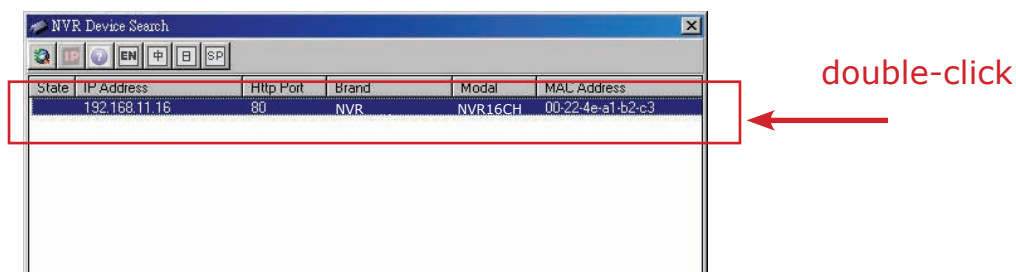 NVR Device Search
IP EN 中 日 SP
double-click
State IP Address Http Port Brand Modal MAC Address
192.168.11.16 80 NVR NVR16CH 00-22-4e-a1-b2-c3